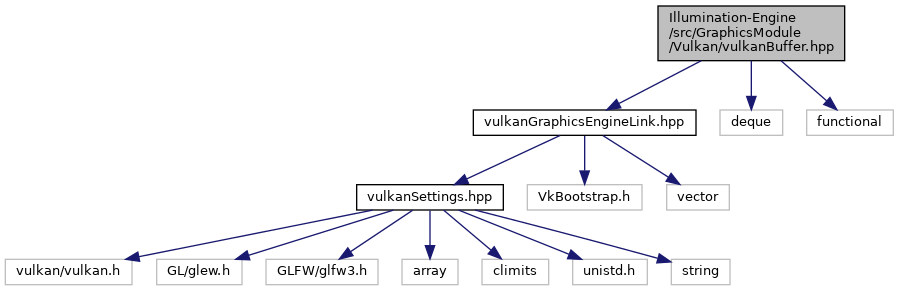 Illumination-Engine
/src/GraphicsModule
/Vulkan/vulkanBuffer.hpp
vulkanGraphicsEngineLink.hpp
deque
functional
vulkanSettings.hpp
VkBootstrap.h
vector
vulkan/vulkan.h
GL/glew.h
GLFW/glfw3.h
array
climits
unistd.h
string